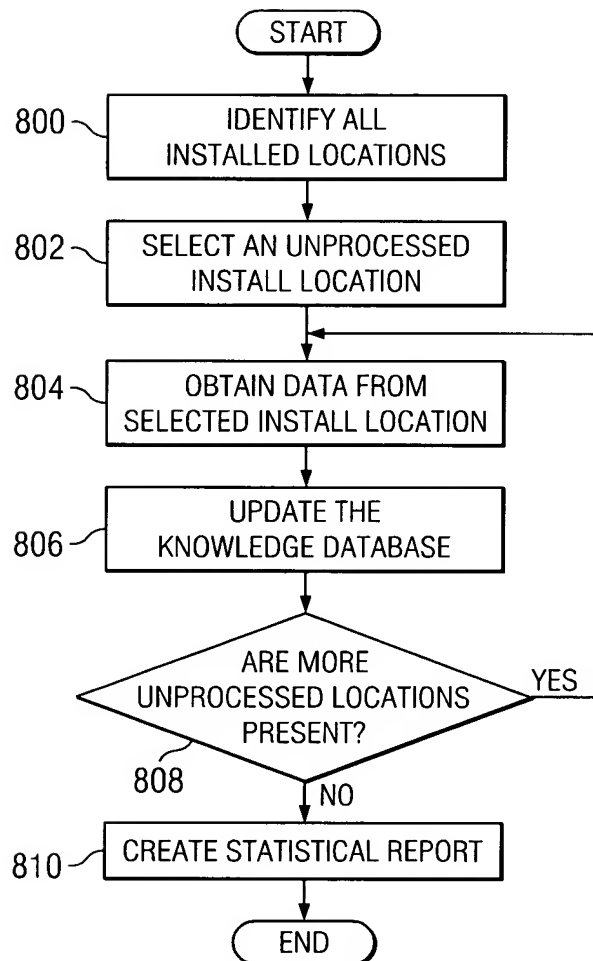 START
800
IDENTIFY ALL
INSTALLED LOCATIONS
802
SELECT AN UNPROCESSED
INSTALL LOCATION
804
OBTAIN DATA FROM
SELECTED INSTALL LOCATION
806
UPDATE THE
KNOWLEDGE DATABASE
ARE MORE
UNPROCESSED LOCATIONS
PRESENT?
YES
808
NO
810
CREATE STATISTICAL REPORT
END